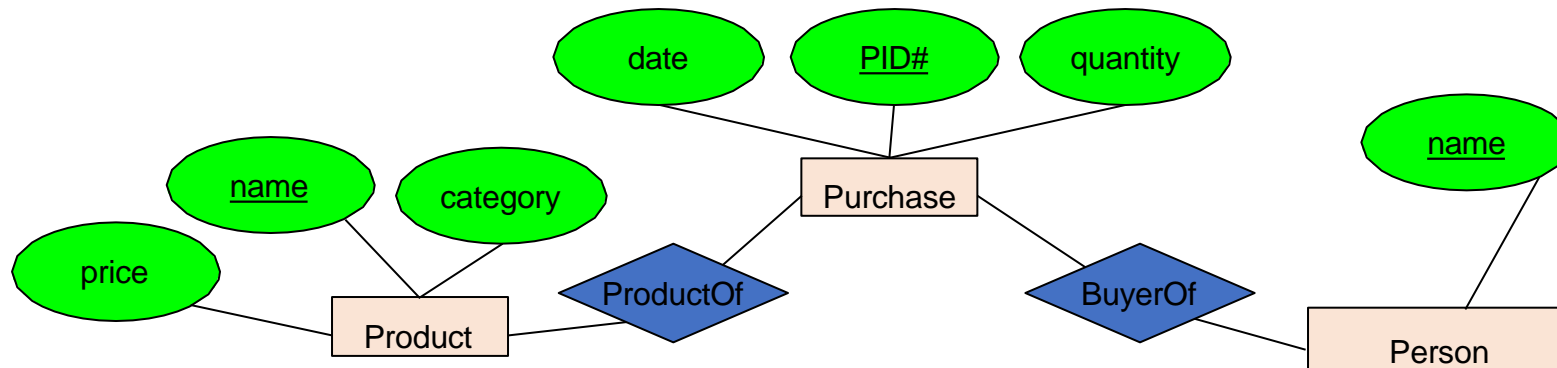 date
PID#
quantity
name
name
category
Purchase
price
ProductOf
BuyerOf
Product
Person